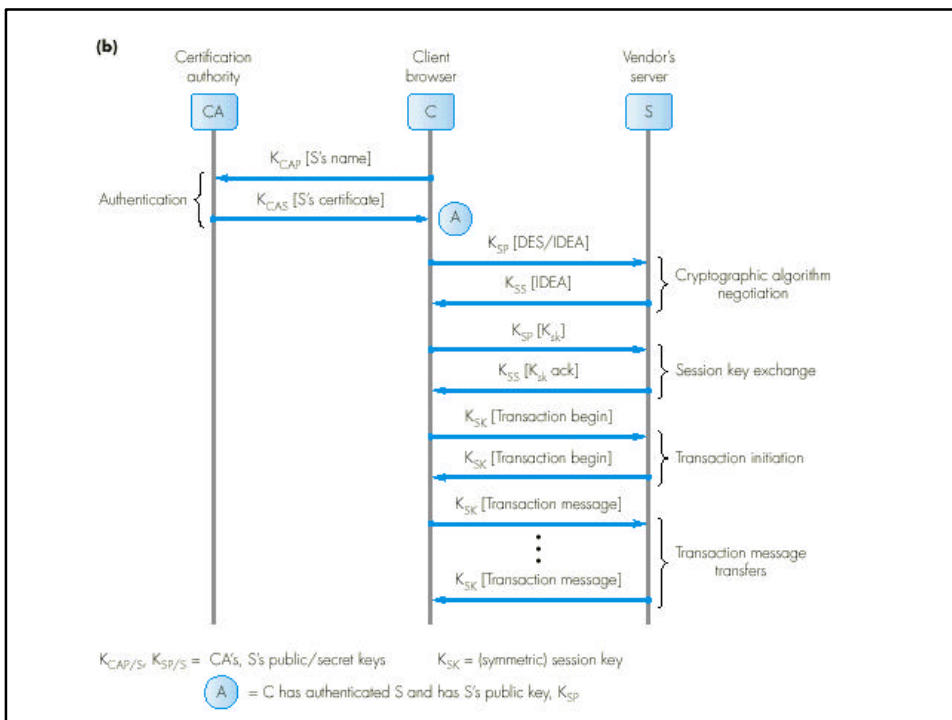 (b)
Certification
authority
Client
browser
Vendor's
server
CA
C
S
K_CAP [S's name]
Authentication
K_CAS [S's certificate]
A
K_SP [DES/IDEA]
K_SS [IDEA]
Cryptographic algorithm
negotiation
K_SP [K_sk]
K_SS [K_sk ack]
Session key exchange
K_SK [Transaction begin]
K_SK [Transaction begin]
Transaction initiation
K_SK [Transaction message]
K_SK [Transaction message]
Transaction message
transfers
K_CAP/S, K_SP/S = CA's, S's public/secret keys
K_SK = (symmetric) session key
A = C has authenticated S and has S's public key, K_SP